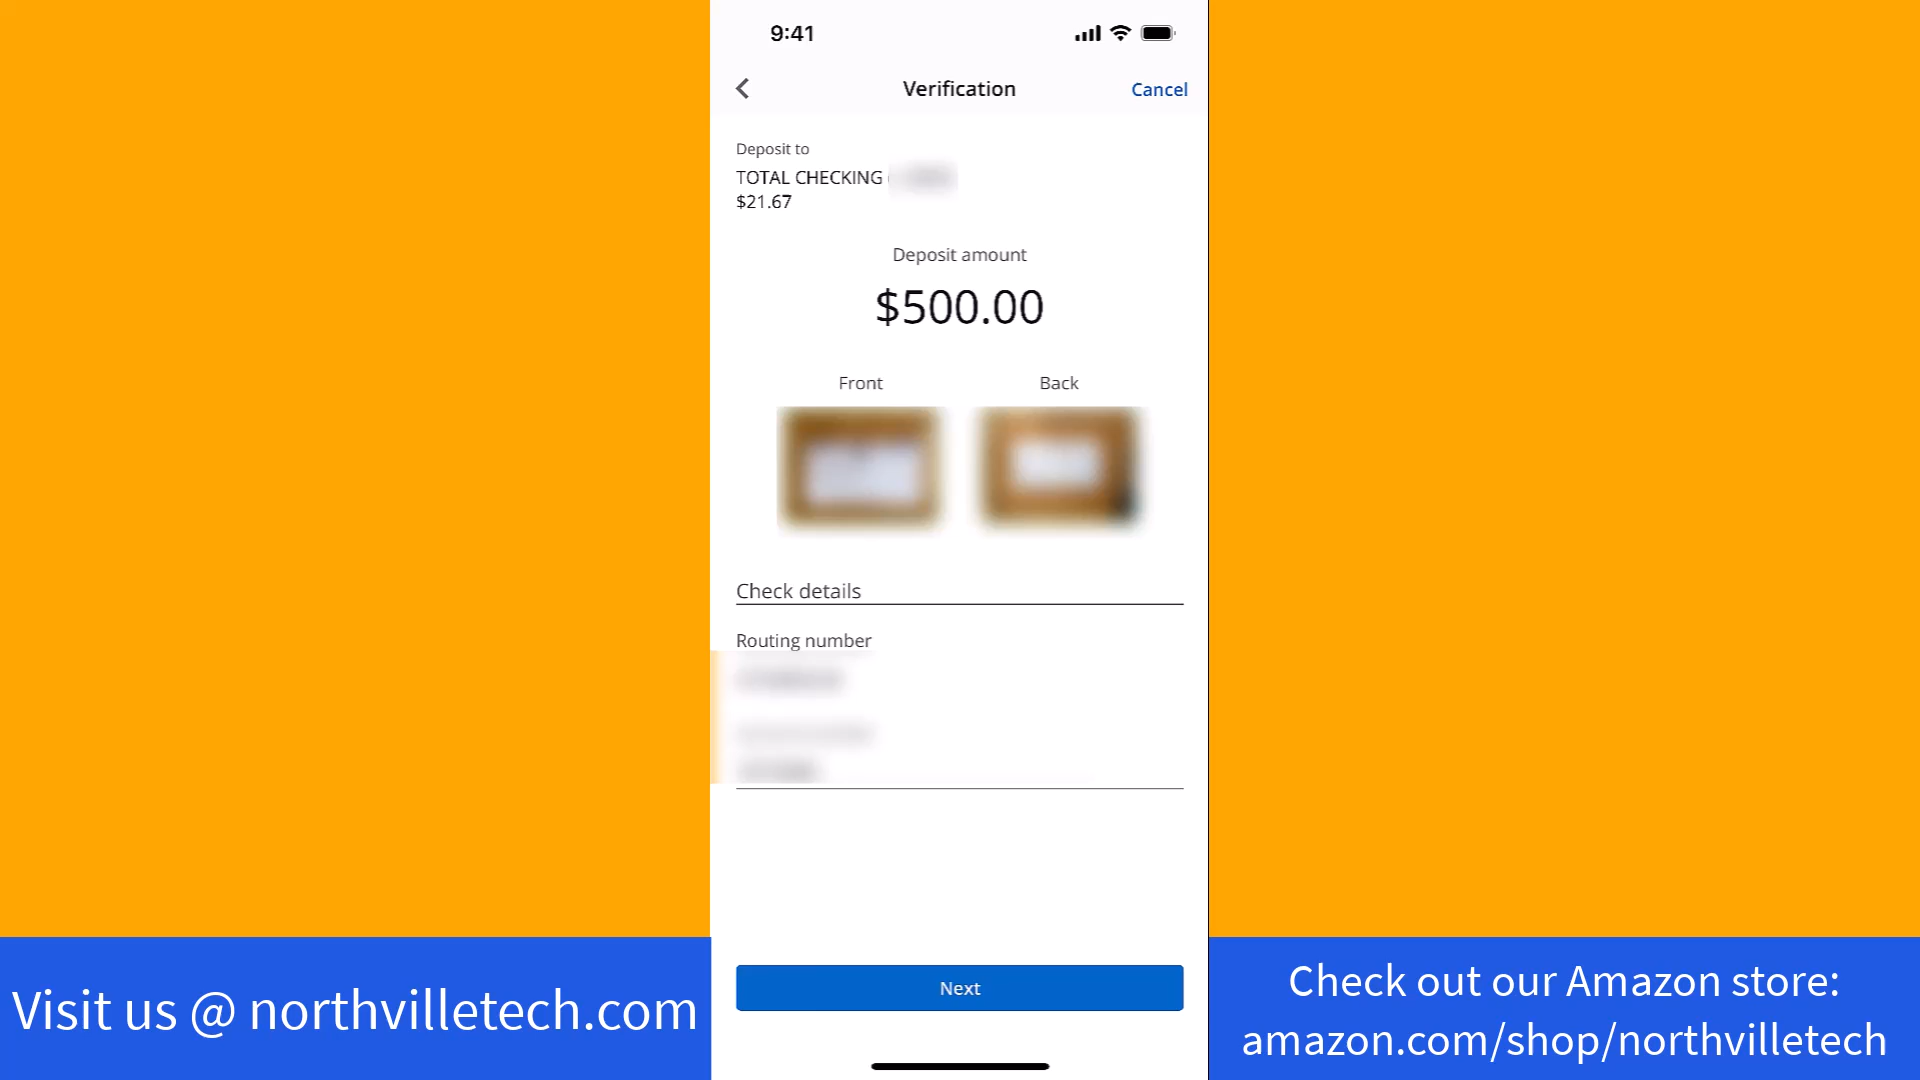 9:41
Verification
Cancel
Deposit to
TOTAL CHECKING
$21.67
Deposit amount
$500.00
Front
Back
Check details
Routing number
Next
Visit us @ northvilletech.com
Check out our Amazon store:
amazon.com/shop/northvilletech